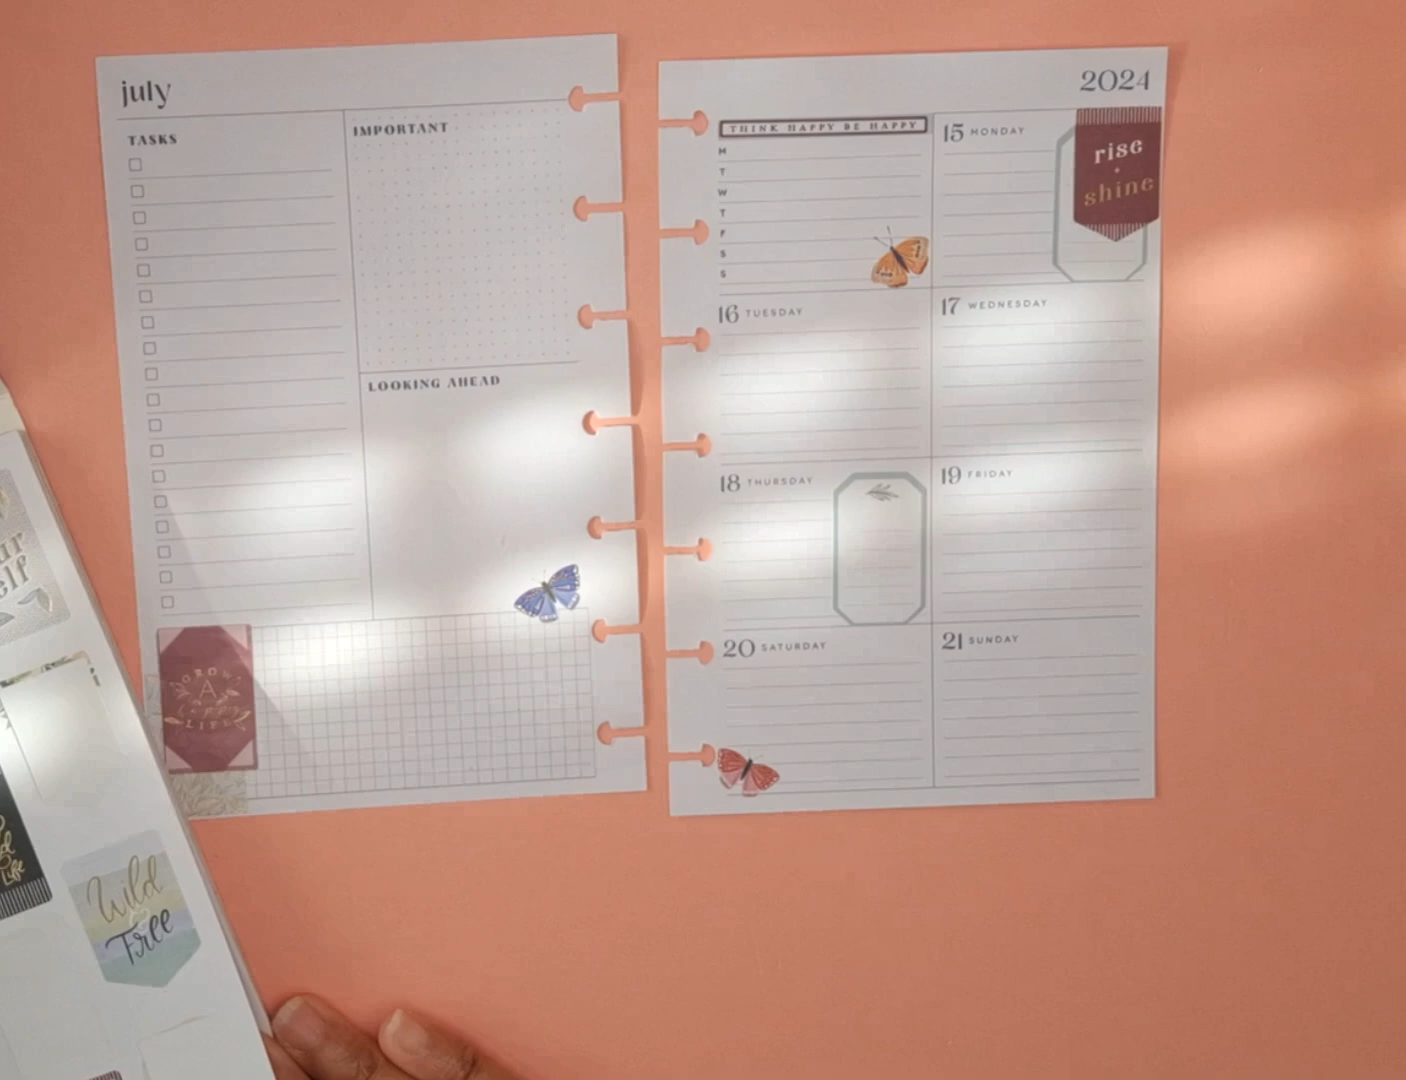 july
TASKS
IMPORTANT
LOOKING AHEAD
GROW
A
LIFE
2024
THINK HAPPY BE HAPPY
M
T
W
T
F
S
S
15 MONDAY
rise
shine
16 TUESDAY
17 WEDNESDAY
18 THURSDAY
19 FRIDAY
20 SATURDAY
21 SUNDAY
Life
Wild
Free